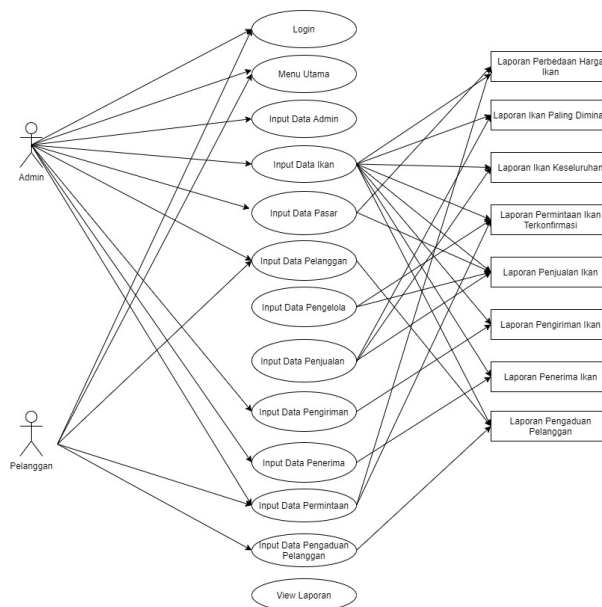 Login
Menu Utama
Input Data Admin
Input Data Ikan
Input Data Pasar
Input Data Pelanggan
Input Data Pengelola
Input Data Penjualan
Input Data Pengiriman
Input Data Penerima
Input Data Permintaan
Input Data Pengaduan
Pelanggan
View Laporan
Admin
Pelanggan
Laporan Perbedaan Harga
Ikan
Laporan Ikan Paling Dimina
Laporan Ikan Keseluruhan
Laporan Permintaan Ikan
Terkonfirmasi
Laporan Penjualan Ikan
Laporan Pengiriman Ikan
Laporan Penerima Ikan
Laporan Pengaduan
Pelanggan